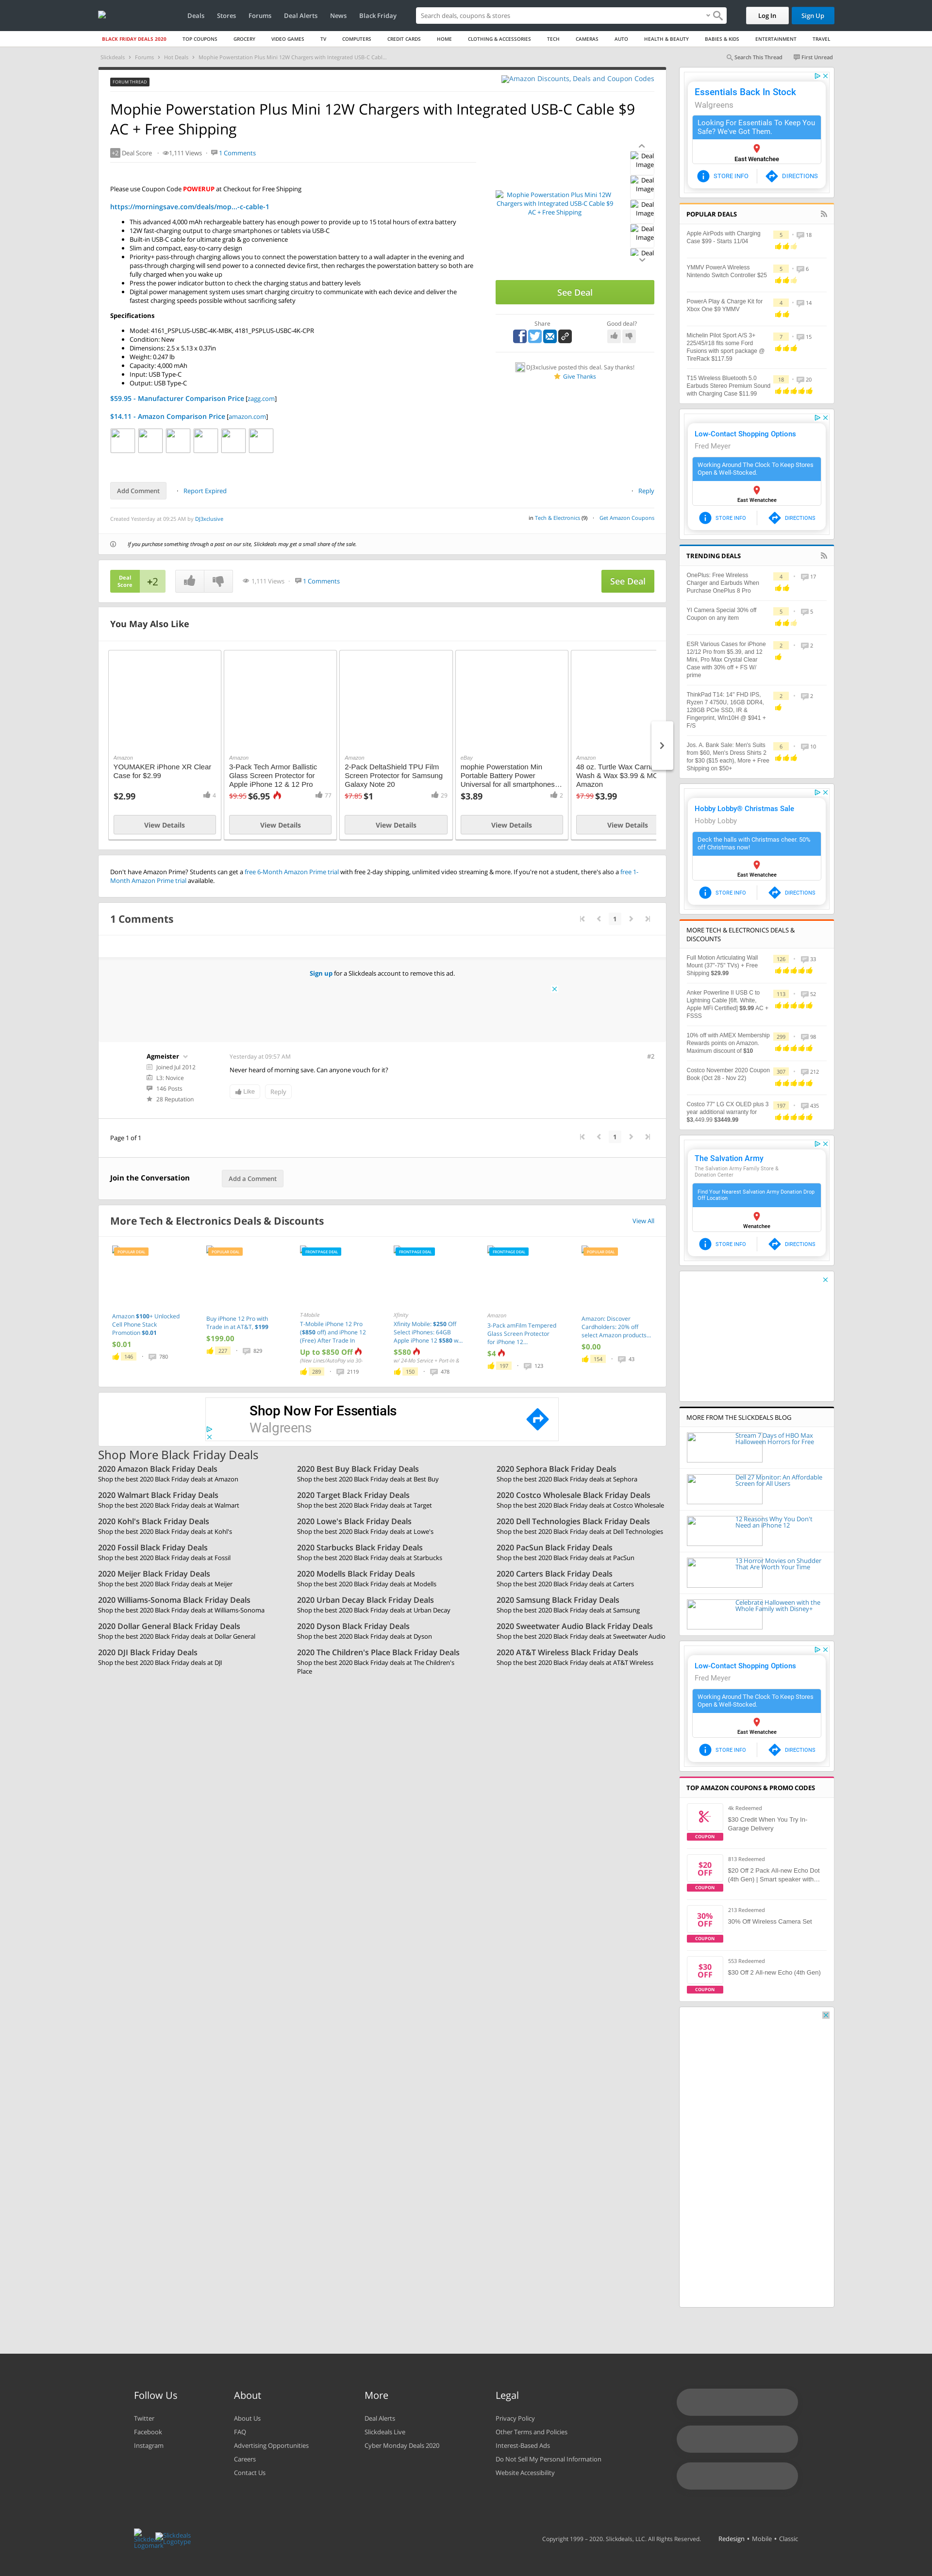 Deals Stores Forums Deal Alerts News Black Friday
Search deals, coupons & stores
Log In Sign Up
BLACK FRIDAY DEALS 2020 TOP COUPONS GROCERY VIDEO GAMES TV COMPUTERS CREDIT CARDS HOME CLOTHING & ACCESSORIES TECH CAMERAS AUTO HEALTH & BEAUTY BABIES & KIDS ENTERTAINMENT TRAVEL
Slickdeals Forums Hot Deals Mophie Powerstation Plus Mini 12W Chargers with Integrated USB-C Cabl...
Search This Thread First Unread
FORUM THREAD
Amazon Discounts, Deals and Coupon Codes
Mophie Powerstation Plus Mini 12W Chargers with Integrated USB-C Cable $9
AC + Free Shipping
+2 Deal Score 1,111 Views 1 Comments
Please use Coupon Code POWERUP at Checkout for Free Shipping
https://morningsave.com/deals/mop...-c-cable-1
This advanced 4,000 mAh rechargeable battery has enough power to provide up to 15 total hours of extra battery
12W fast-charging output to charge smartphones or tablets via USB-C
Built-in USB-C cable for ultimate grab & go convenience
Slim and compact, easy-to-carry design
Priority+ pass-through charging allows you to connect the powerstation battery to a wall adapter in the evening and
pass-through charging will send power to a connected device first, then recharges the powerstation battery so both are
fully charged when you wake up
Press the power indicator button to check the charging status and battery levels
Digital power management system uses smart charging circuitry to communicate with each device and deliver the
fastest charging speeds possible without sacrificing safety
Specifications
Model: 4161_PSPLUS-USBC-4K-MBK, 4181_PSPLUS-USBC-4K-CPR
Condition: New
Dimensions: 2.5 x 5.13 x 0.37in
Weight: 0.247 lb
Capacity: 4,000 mAh
Input: USB Type-C
Output: USB Type-C
$59.95 - Manufacturer Comparison Price [zagg.com]
$14.11 - Amazon Comparison Price [amazon.com]
Mophie Powerstation Plus Mini 12W
Chargers with Integrated USB-C Cable $9
AC + Free Shipping
Deal
Image
Deal
Image
Deal
Image
Deal
Image
Deal
See Deal
Share
Good deal?
DJ3xclusive posted this deal. Say thanks!
Give Thanks
Add Comment Report Expired Reply
Created Yesterday at 09:25 AM by DJ3xclusive
in Tech & Electronics (9) Get Amazon Coupons
If you purchase something through a post on our site, Slickdeals may get a small share of the sale.
Deal
Score
+2
1,111 Views 1 Comments
See Deal
You May Also Like
Amazon
YOUMAKER iPhone XR Clear
Case for $2.99
$2.99 4
View Details
Amazon
3-Pack Tech Armor Ballistic
Glass Screen Protector for
Apple iPhone 12 & 12 Pro
$9.95 $6.95 77
View Details
Amazon
2-Pack DeltaShield TPU Film
Screen Protector for Samsung
Galaxy Note 20
$7.85 $1 29
View Details
eBay
mophie Powerstation Min
Portable Battery Power
Universal for all smartphones...
$3.89 2
View Details
Amazon
48 oz. Turtle Wax Carn
Wash & Wax $3.99 & MO
Amazon
$7.99 $3.99
View Details
Don't have Amazon Prime? Students can get a free 6-Month Amazon Prime trial with free 2-day shipping, unlimited video streaming & more. If you're not a student, there's also a free 1-
Month Amazon Prime trial available.
1 Comments
1
Sign up for a Slickdeals account to remove this ad.
Agmeister
Joined Jul 2012
L3: Novice
146 Posts
28 Reputation
Yesterday at 09:57 AM
#2
Never heard of morning save. Can anyone vouch for it?
Like Reply
Page 1 of 1
1
Join the Conversation
Add a Comment
More Tech & Electronics Deals & Discounts
View All
POPULAR DEAL
Amazon $100+ Unlocked
Cell Phone Stack
Promotion $0.01
$0.01
146 780
POPULAR DEAL
Buy iPhone 12 Pro with
Trade in at AT&T, $199
$199.00
227 829
FRONTPAGE DEAL
T-Mobile
T-Mobile iPhone 12 Pro
($850 off) and iPhone 12
(Free) After Trade In
Up to $850 Off
(New Lines/AutoPay via 30-
289 2119
FRONTPAGE DEAL
Xfinity
Xfinity Mobile: $250 Off
Select iPhones: 64GB
Apple iPhone 12 $580 w...
$580
w/ 24-Mo Service + Port-In &
150 478
FRONTPAGE DEAL
Amazon
3-Pack amFilm Tempered
Glass Screen Protector
for iPhone 12...
$4
197 123
POPULAR DEAL
Amazon: Discover
Cardholders: 20% off
select Amazon products...
$0.00
154 43
Shop Now For Essentials
Walgreens
Shop More Black Friday Deals
2020 Amazon Black Friday Deals
Shop the best 2020 Black Friday deals at Amazon
2020 Best Buy Black Friday Deals
Shop the best 2020 Black Friday deals at Best Buy
2020 Sephora Black Friday Deals
Shop the best 2020 Black Friday deals at Sephora
2020 Walmart Black Friday Deals
Shop the best 2020 Black Friday deals at Walmart
2020 Target Black Friday Deals
Shop the best 2020 Black Friday deals at Target
2020 Costco Wholesale Black Friday Deals
Shop the best 2020 Black Friday deals at Costco Wholesale
2020 Kohl's Black Friday Deals
Shop the best 2020 Black Friday deals at Kohl's
2020 Lowe's Black Friday Deals
Shop the best 2020 Black Friday deals at Lowe's
2020 Dell Technologies Black Friday Deals
Shop the best 2020 Black Friday deals at Dell Technologies
2020 Fossil Black Friday Deals
Shop the best 2020 Black Friday deals at Fossil
2020 Starbucks Black Friday Deals
Shop the best 2020 Black Friday deals at Starbucks
2020 PacSun Black Friday Deals
Shop the best 2020 Black Friday deals at PacSun
2020 Meijer Black Friday Deals
Shop the best 2020 Black Friday deals at Meijer
2020 Modells Black Friday Deals
Shop the best 2020 Black Friday deals at Modells
2020 Carters Black Friday Deals
Shop the best 2020 Black Friday deals at Carters
2020 Williams-Sonoma Black Friday Deals
Shop the best 2020 Black Friday deals at Williams-Sonoma
2020 Urban Decay Black Friday Deals
Shop the best 2020 Black Friday deals at Urban Decay
2020 Samsung Black Friday Deals
Shop the best 2020 Black Friday deals at Samsung
2020 Dollar General Black Friday Deals
Shop the best 2020 Black Friday deals at Dollar General
2020 Dyson Black Friday Deals
Shop the best 2020 Black Friday deals at Dyson
2020 Sweetwater Audio Black Friday Deals
Shop the best 2020 Black Friday deals at Sweetwater Audio
2020 DJI Black Friday Deals
Shop the best 2020 Black Friday deals at DJI
2020 The Children's Place Black Friday Deals
Shop the best 2020 Black Friday deals at The Children's
Place
2020 AT&T Wireless Black Friday Deals
Shop the best 2020 Black Friday deals at AT&T Wireless
Essentials Back In Stock
Walgreens
Looking For Essentials To Keep You
Safe? We've Got Them.
East Wenatchee
STORE INFO DIRECTIONS
POPULAR DEALS
Apple AirPods with Charging
Case $99 - Starts 11/04
5 18
YMMV PowerA Wireless
Nintendo Switch Controller $25
5 6
PowerA Play & Charge Kit for
Xbox One $9 YMMV
4 14
Michelin Pilot Sport A/S 3+
225/45/r18 fits some Ford
Fusions with sport package @
TireRack $117.59
7 15
T15 Wireless Bluetooth 5.0
Earbuds Stereo Premium Sound
with Charging Case $11.99
18 20
Low-Contact Shopping Options
Fred Meyer
Working Around The Clock To Keep Stores
Open & Well-Stocked.
East Wenatchee
STORE INFO DIRECTIONS
TRENDING DEALS
OnePlus: Free Wireless
Charger and Earbuds When
Purchase OnePlus 8 Pro
4 17
YI Camera Special 30% off
Coupon on any item
5 5
ESR Various Cases for iPhone
12/12 Pro from $5.39, and 12
Mini, Pro Max Crystal Clear
Case with 30% off + FS W/
prime
2 2
ThinkPad T14: 14" FHD IPS,
Ryzen 7 4750U, 16GB DDR4,
128GB PCIe SSD, IR &
Fingerprint, Win10H @ $941 +
F/S
2 2
Jos. A. Bank Sale: Men's Suits
from $60, Men's Dress Shirts 2
for $30 ($15 each), More + Free
Shipping on $50+
6 10
Hobby Lobby® Christmas Sale
Hobby Lobby
Deck the halls with Christmas cheer. 50%
off Christmas now!
East Wenatchee
STORE INFO DIRECTIONS
MORE TECH & ELECTRONICS DEALS &
DISCOUNTS
Full Motion Articulating Wall
Mount (37"-75" TVs) + Free
Shipping $29.99
126 33
Anker Powerline II USB C to
Lightning Cable [6ft, White,
Apple MFi Certified] $9.99 AC +
FSSS
113 52
10% off with AMEX Membership
Rewards points on Amazon.
Maximum discount of $10
299 98
Costco November 2020 Coupon
Book (Oct 28 - Nov 22)
307 212
Costco 77" LG CX OLED plus 3
year additional warranty for
$3,449.99 $3449.99
197 435
The Salvation Army
The Salvation Army Family Store &
Donation Center
Find Your Nearest Salvation Army Donation Drop
Off Location
Wenatchee
STORE INFO DIRECTIONS
MORE FROM THE SLICKDEALS BLOG
Stream 7 Days of HBO Max
Halloween Horrors for Free
Dell 27 Monitor: An Affordable
Screen for All Users
12 Reasons Why You Don't
Need an iPhone 12
13 Horror Movies on Shudder
That Are Worth Your Time
Celebrate Halloween with the
Whole Family with Disney+
Low-Contact Shopping Options
Fred Meyer
Working Around The Clock To Keep Stores
Open & Well-Stocked.
East Wenatchee
STORE INFO DIRECTIONS
TOP AMAZON COUPONS & PROMO CODES
COUPON
4k Redeemed
$30 Credit When You Try In-
Garage Delivery
$20
OFF
COUPON
813 Redeemed
$20 Off 2 Pack All-new Echo Dot
(4th Gen) | Smart speaker with...
30%
OFF
COUPON
213 Redeemed
30% Off Wireless Camera Set
$30
OFF
COUPON
553 Redeemed
$30 Off 2 All-new Echo (4th Gen)
Follow Us
Twitter
Facebook
Instagram
About
About Us
FAQ
Advertising Opportunities
Careers
Contact Us
More
Deal Alerts
Slickdeals Live
Cyber Monday Deals 2020
Legal
Privacy Policy
Other Terms and Policies
Interest-Based Ads
Do Not Sell My Personal Information
Website Accessibility
Slickdeals
Logotype
Copyright 1999 – 2020. Slickdeals, LLC. All Rights Reserved. Redesign • Mobile • Classic